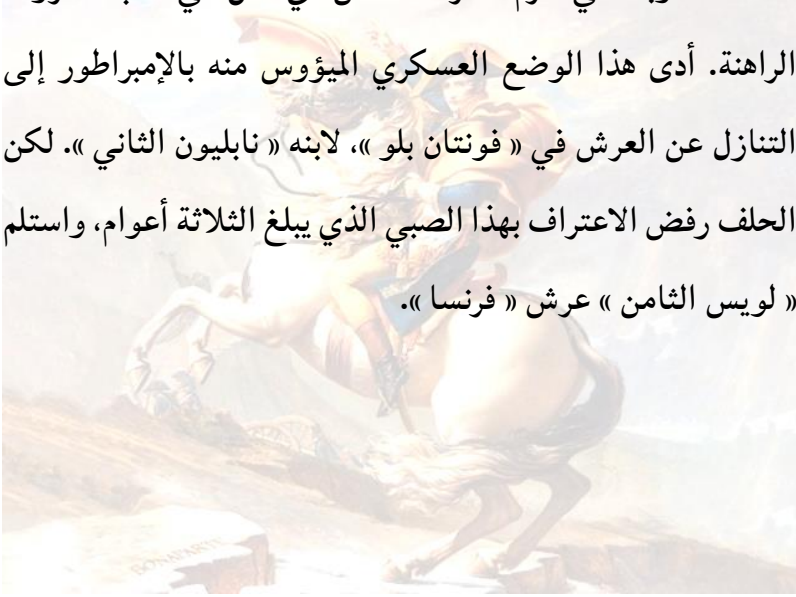 الراهنة. أدى هذا الوضع العسكري الميؤوس منه بالإمبراطور إلى
التنازل عن العرش في « فونتان بلو »، لابنه « نابليون الثاني ». لكن
الحلف رفض الاعتراف بهذا الصبي الذي يبلغ الثلاثة أعوام، واستلم
« لويس الثامن » عرش « فرنسا ».
BONAPARTE